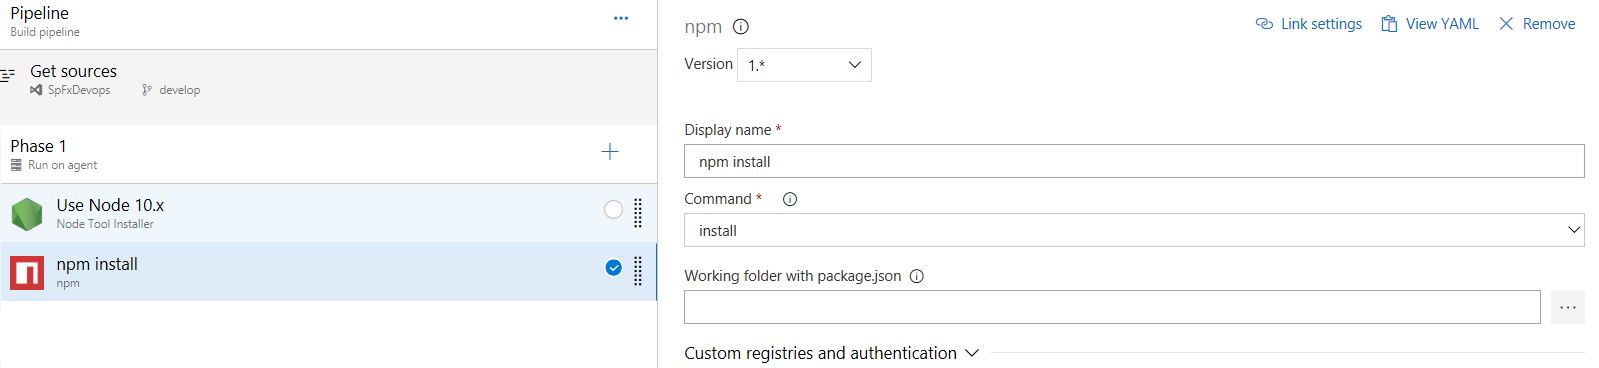 Pipeline
Build pipeline
Get sources
SpFxDevops develop
Phase 1
Run on agent
Use Node 10.x
Node Tool Installer
npm install
npm
npm
Link settings View YAML Remove
Version 1.*
Display name *
npm install
Command *
install
Working folder with package.json
Custom registries and authentication